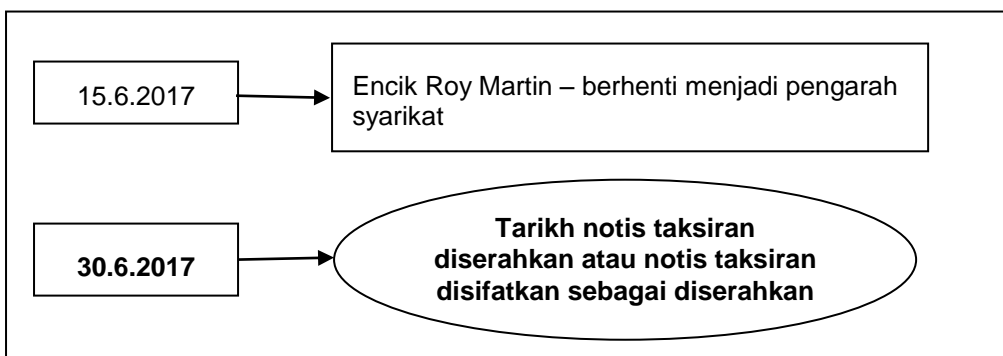 15.6.2017
Encik Roy Martin – berhenti menjadi pengarah
syarikat
30.6.2017
Tarikh notis taksiran
diserahkan atau notis taksiran
disifatkan sebagai diserahkan